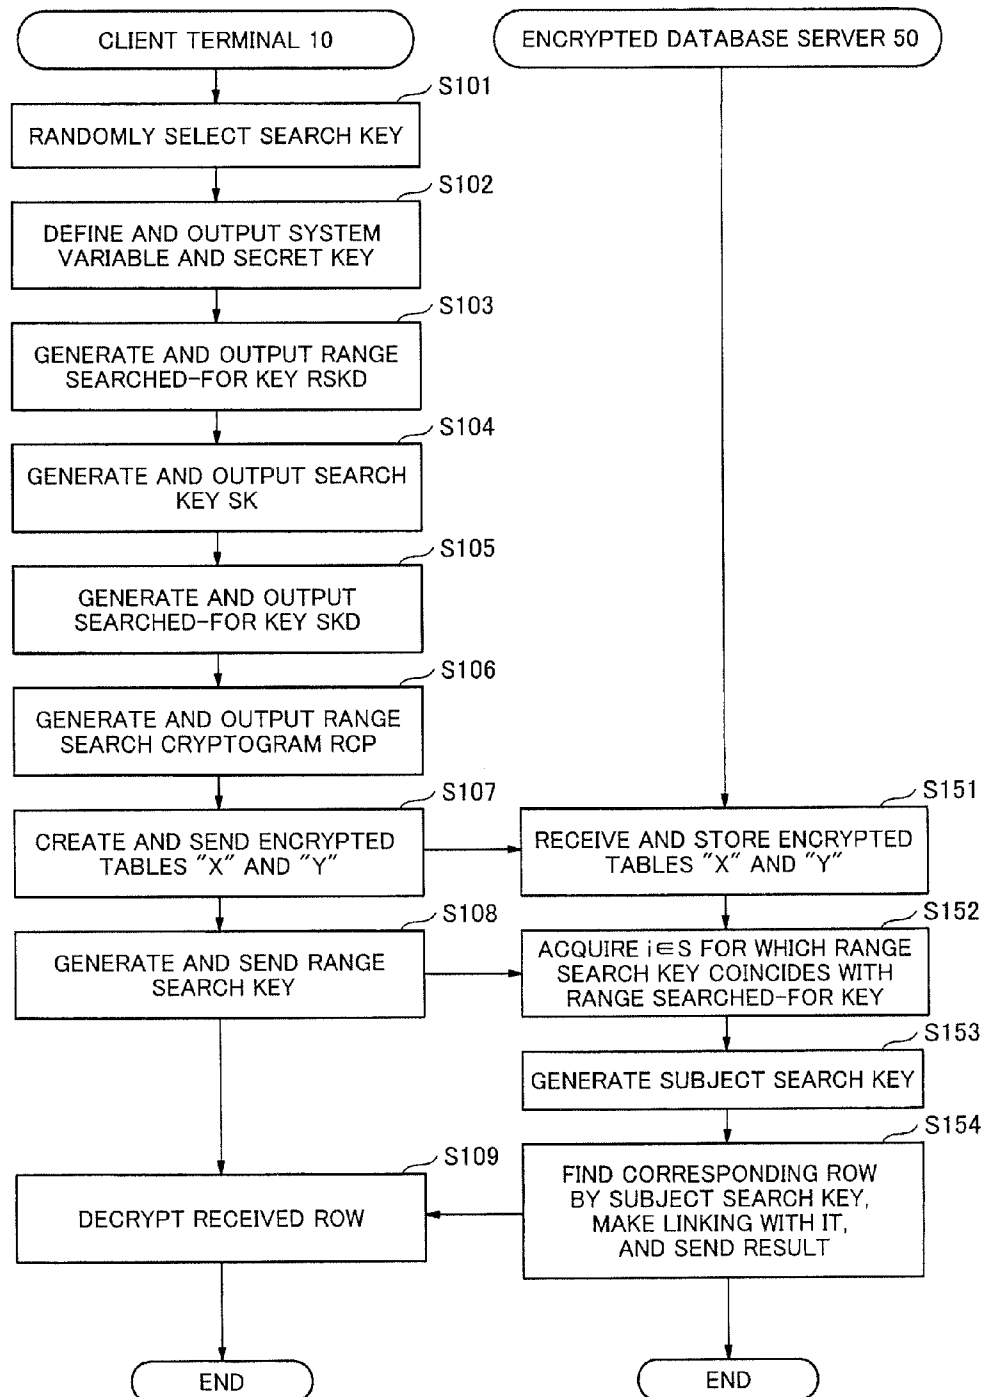 CLIENT TERMINAL 10
ENCRYPTED DATABASE SERVER 50
S101
RANDOMLY SELECT SEARCH KEY
S102
DEFINE AND OUTPUT SYSTEM
VARIABLE AND SECRET KEY
S103
GENERATE AND OUTPUT RANGE
SEARCHED-FOR KEY RSKD
S104
GENERATE AND OUTPUT SEARCH
KEY SK
S105
GENERATE AND OUTPUT
SEARCHED-FOR KEY SKD
S106
GENERATE AND OUTPUT RANGE
SEARCH CRYPTOGRAM RCP
S107
CREATE AND SEND ENCRYPTED
TABLES "X" AND "Y"
S151
RECEIVE AND STORE ENCRYPTED
TABLES "X" AND "Y"
S108
GENERATE AND SEND RANGE
SEARCH KEY
S152
ACQUIRE i∈S FOR WHICH RANGE
SEARCH KEY COINCIDES WITH
RANGE SEARCHED-FOR KEY
S153
GENERATE SUBJECT SEARCH KEY
S154
FIND CORRESPONDING ROW
BY SUBJECT SEARCH KEY,
MAKE LINKING WITH IT,
AND SEND RESULT
S109
DECRYPT RECEIVED ROW
END
END